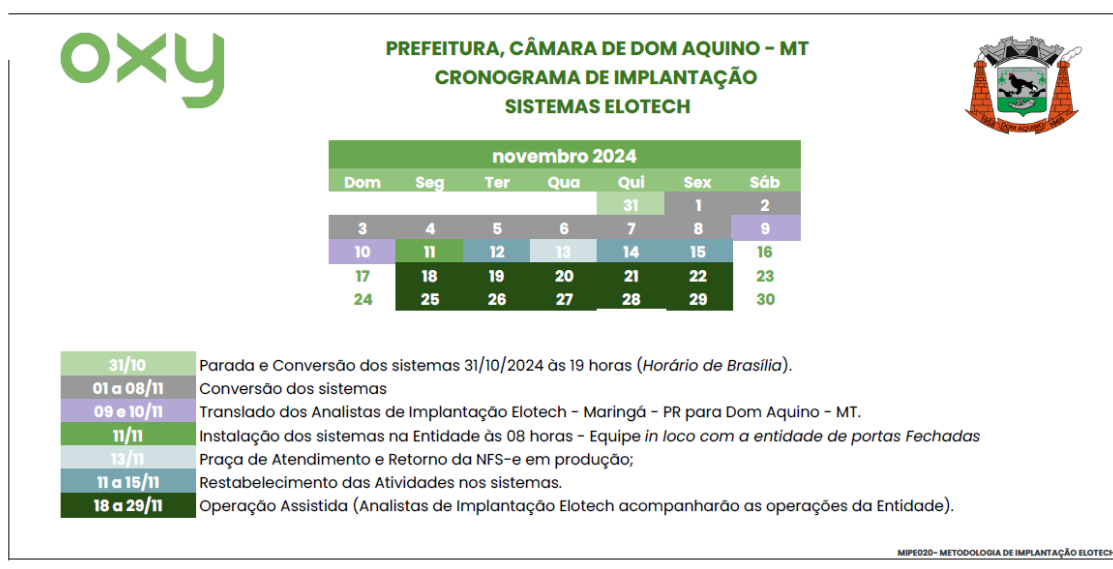 oxy
PREFEITURA, CÂMARA DE DOM AQUINO - MT
CRONOGRAMA DE IMPLANTAÇÃO
SISTEMAS ELOTECH
DOM AQUINO
novembro 2024
Dom Seg Ter Qua Qui Sex Sáb
31 1 2
3 4 5 6 7 8 9
10 11 12 13 14 15 16
17 18 19 20 21 22 23
24 25 26 27 28 29 30
31/10 Parada e Conversão dos sistemas 31/10/2024 às 19 horas (Horário de Brasília).
01 a 08/11 Conversão dos sistemas
09 e 10/11 Translado dos Analistas de Implantação Elotech - Maringá - PR para Dom Aquino - MT.
11/11 Instalação dos sistemas na Entidade às 08 horas - Equipe in loco com a entidade de portas Fechadas
13/11 Praça de Atendimento e Retorno da NFS-e em produção;
11 a 15/11 Restabelecimento das Atividades nos sistemas.
18 a 29/11 Operação Assistida (Analistas de Implantação Elotech acompanharão as operações da Entidade).
MIPE020- METODOLOGIA DE IMPLANTAÇÃO ELOTECH